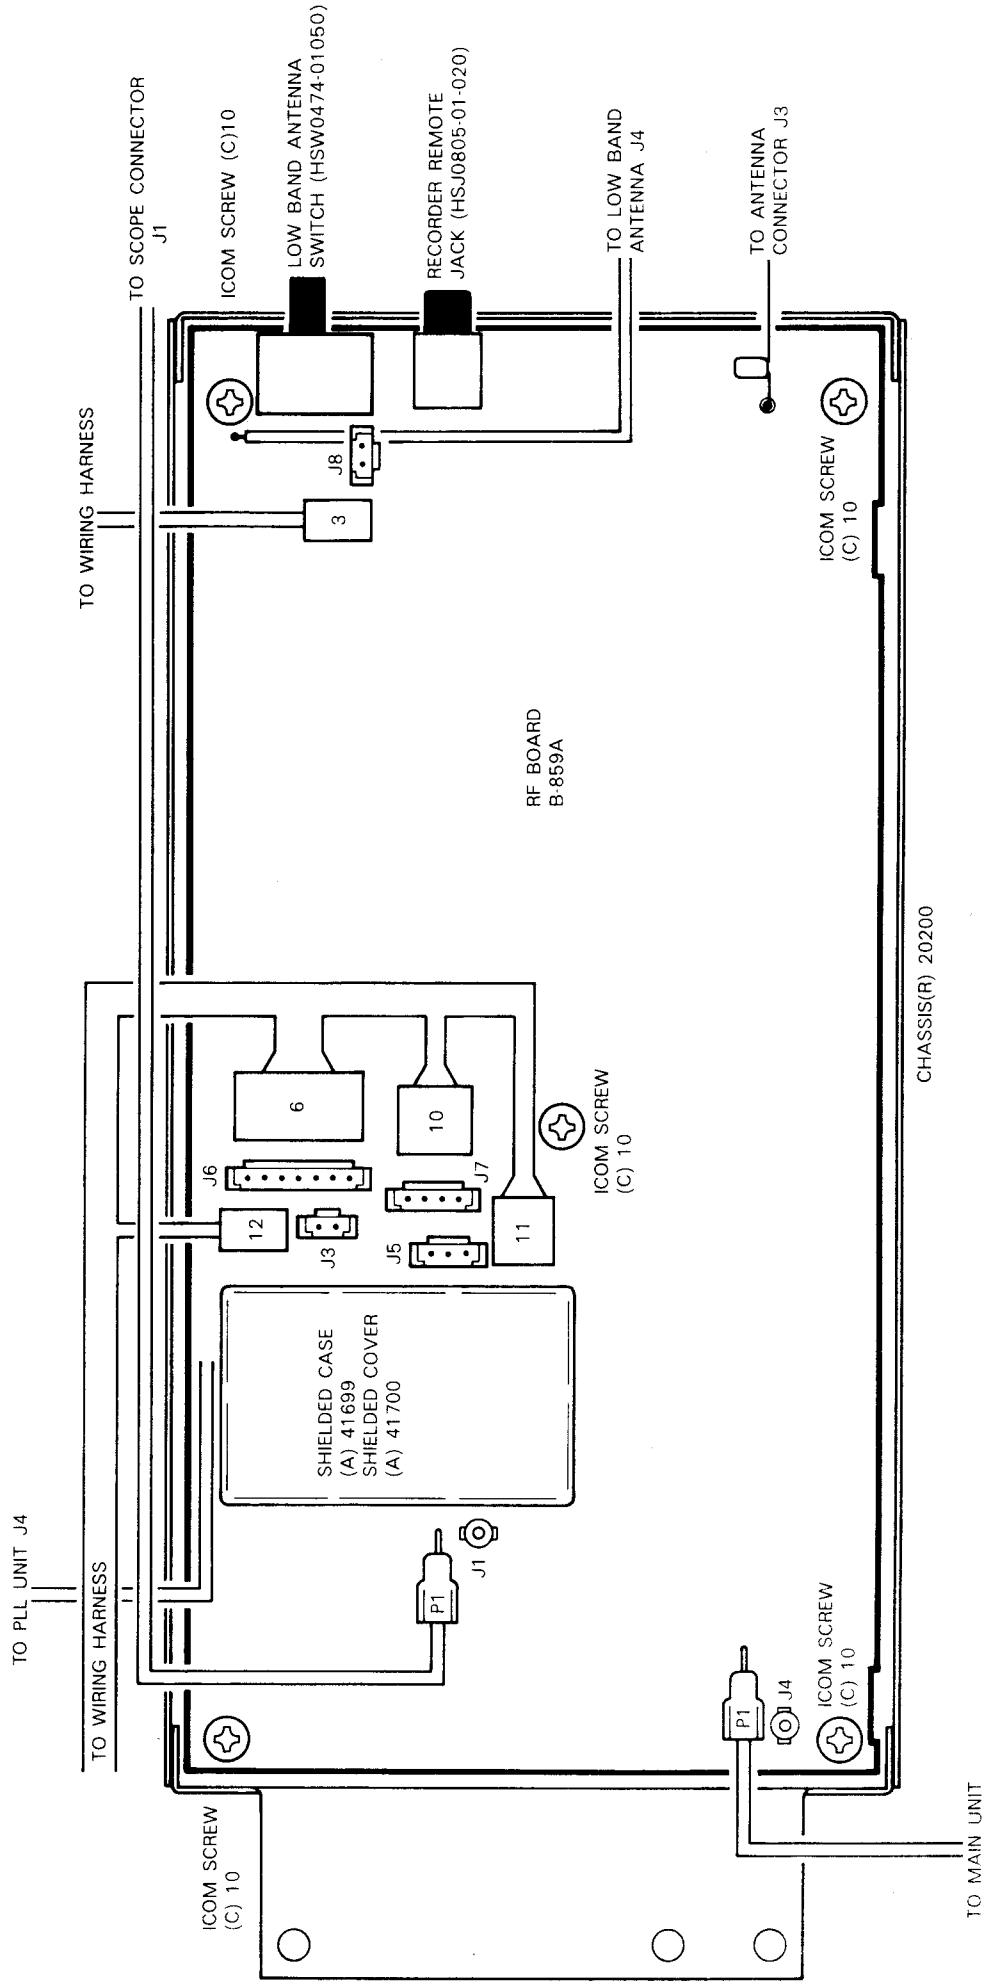 TO SCOPE CONNECTOR
J1
ICOM SCREW (C)10
LOW BAND ANTENNA
SWITCH (HSW0474-01050)
RECORDER REMOTE
JACK (HSJ0805-01-020)
TO LOW BAND
ANTENNA J4
TO ANTENNA
CONNECTOR J3
TO WIRING HARNESS
J8
3
ICOM SCREW
(C) 10
RF BOARD
B-859A
CHASSIS(R) 20200
6
10
ICOM SCREW
(C) 10
J6
J7
12
J3
J5
11
SHIELDED CASE
(A) 41699
SHIELDED COVER
(A) 41700
TO PLL UNIT J4
TO WIRING HARNESS
P1
J1
P1
J4
ICOM SCREW
(C) 10
ICOM SCREW
(C) 10
TO MAIN UNIT